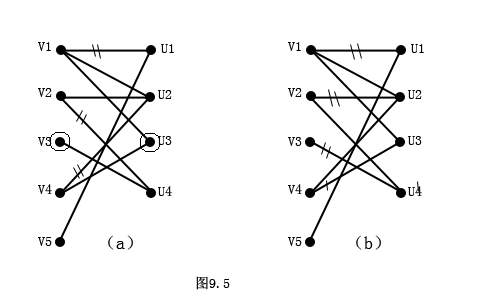 V1 U1 V1 U1
V2 U2 V2 U2
V3 U3 V3 U3
V4 U4 V4 U4
V5 (a) V5 (b)
图9.5